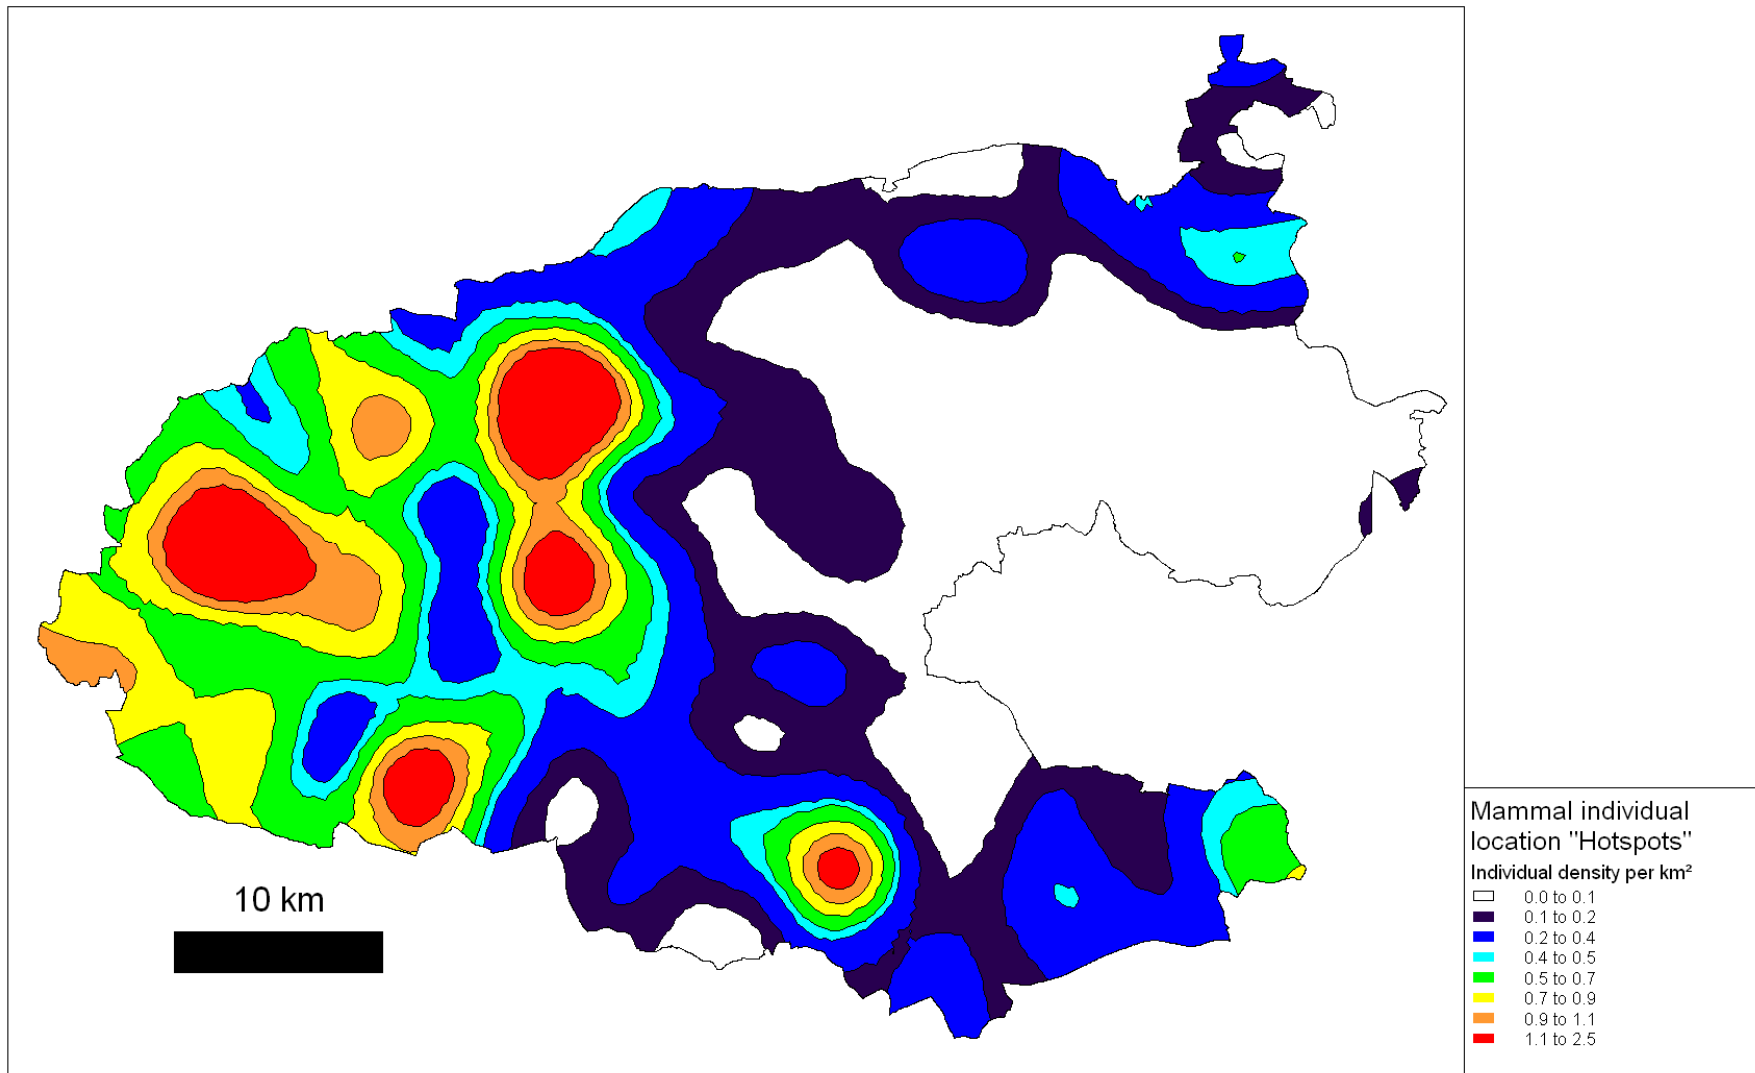 10 km
Mammal individual
location "Hotspots"
Individual density per km²
0.0 to 0.1
0.1 to 0.2
0.2 to 0.4
0.4 to 0.5
0.5 to 0.7
0.7 to 0.9
0.9 to 1.1
1.1 to 2.5